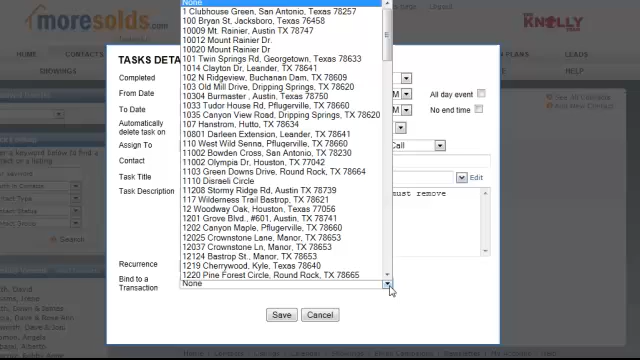 None
1 Clubhouse Green, San Antonio, Texas 78257
100 Bryan St, Jacksboro, Texas 76458
10009 Mt. Rainier, Austin TX 78747
10012 Mount Rainier Dr.
10020 Mount Rainier Dr
101 Twin Springs Rd, Georgetown, Texas 78633
1014 Clayton Dr, Leander, TX 78641
102 N Ridgeview, Buchanan Dam, TX 78609
103 Old Mill Drive, Dripping Springs, TX 78620
10304 Burmaster, Austin, Texas 78750
1033 Tudor House Rd, Pflugerville, TX 78660
1035 Canyon View Road, Dripping Springs, TX 78620
107 Hanstrom, Hutto, TX 78634
10801 Darleen Extension, Leander, TX 78641
110 West Wild Senna, Pflugerville, TX 78660
11002 Bowden Cross, San Antonio, TX 78230
11002 Olympia Dr, Houston, TX 77042
1103 Green Downs Drive, Round Rock, TX 78664
1110 Disraeli Circle
11208 Stormy Ridge Rd, Austin TX 78739
117 Wilderness Trail Bastrop, TX 78621
12 Woodway Oak, Houston, Texas 77056
1201 Grove Blvd., #601, Austin, TX 78741
1202 Canyon Maple, Pflugerville, TX 78660
12025 Crownstone Lane, Manor, TX 78653
12037 Crownstone Ln, Manor, TX 78653
12124 Bastrop St, Manor, TX 78653
1219 Cherrywood, Kyle, Texas 78640
1220 Pine Forest Circle, Round Rock, TX 78665
None
moresolds.com
THE KNOLLY TEAM
HOME
CONTACTS
PLANS
LEADS
SHOWINGS
HELP
TASKS DETA
Completed
From Date
To Date
Automatically
delete task on
Assign To
Contact
Task Title
Task Description
Recurrence
Bind to a
Transaction
All day event
No end time
Call
Edit
must remove
Save
Cancel
See All Contacts
Add New Contact
Search